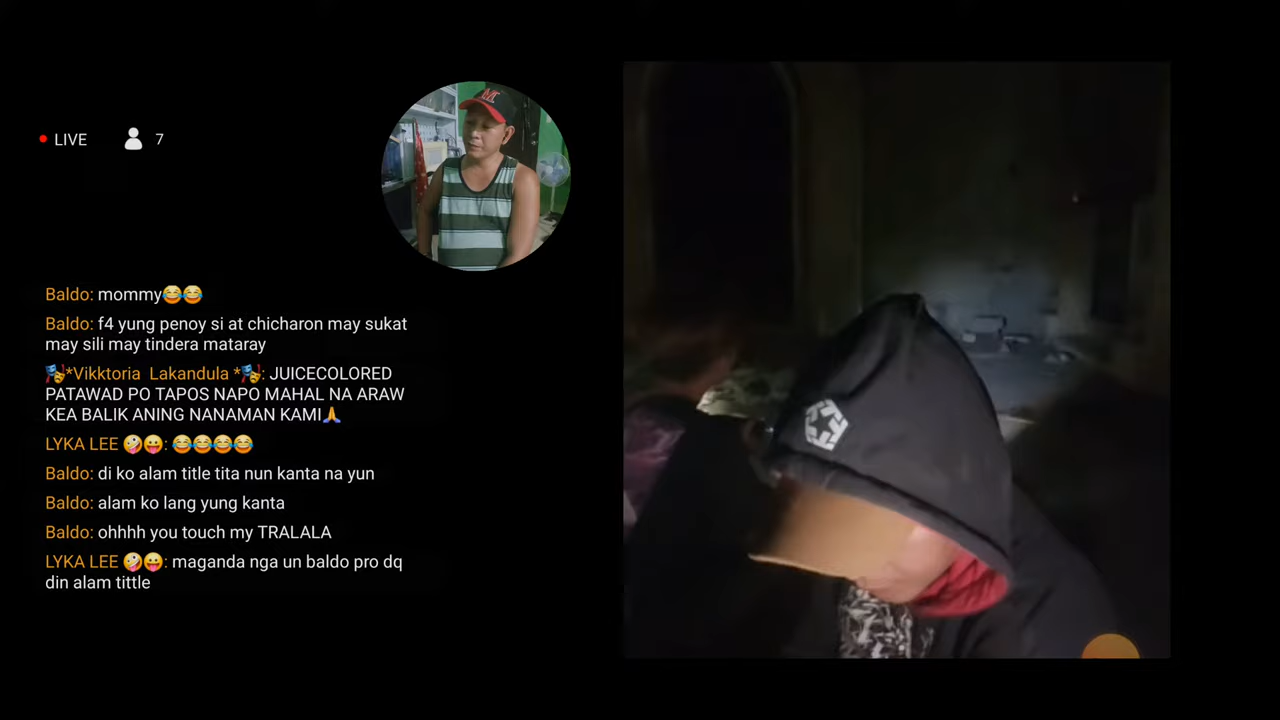 LIVE 7
Baldo: mommy😂😂
Baldo: f4 yung penoy si at chicharon may sukat
may sili may tindera mataray
🎭*Vikktoria Lakandula *🎭: JUICECOLORED
PATAWAD PO TAPOS NAPO MAHAL NA ARAW
KEA BALIK ANING NANAMAN KAMI🙏
LYKA LEE 🤪😜: 😂😂😂😂
Baldo: di ko alam title tita nun kanta na yun
Baldo: alam ko lang yung kanta
Baldo: ohhhh you touch my TRALALA
LYKA LEE 🤪😜: maganda nga un baldo pro dq
din alam tittle